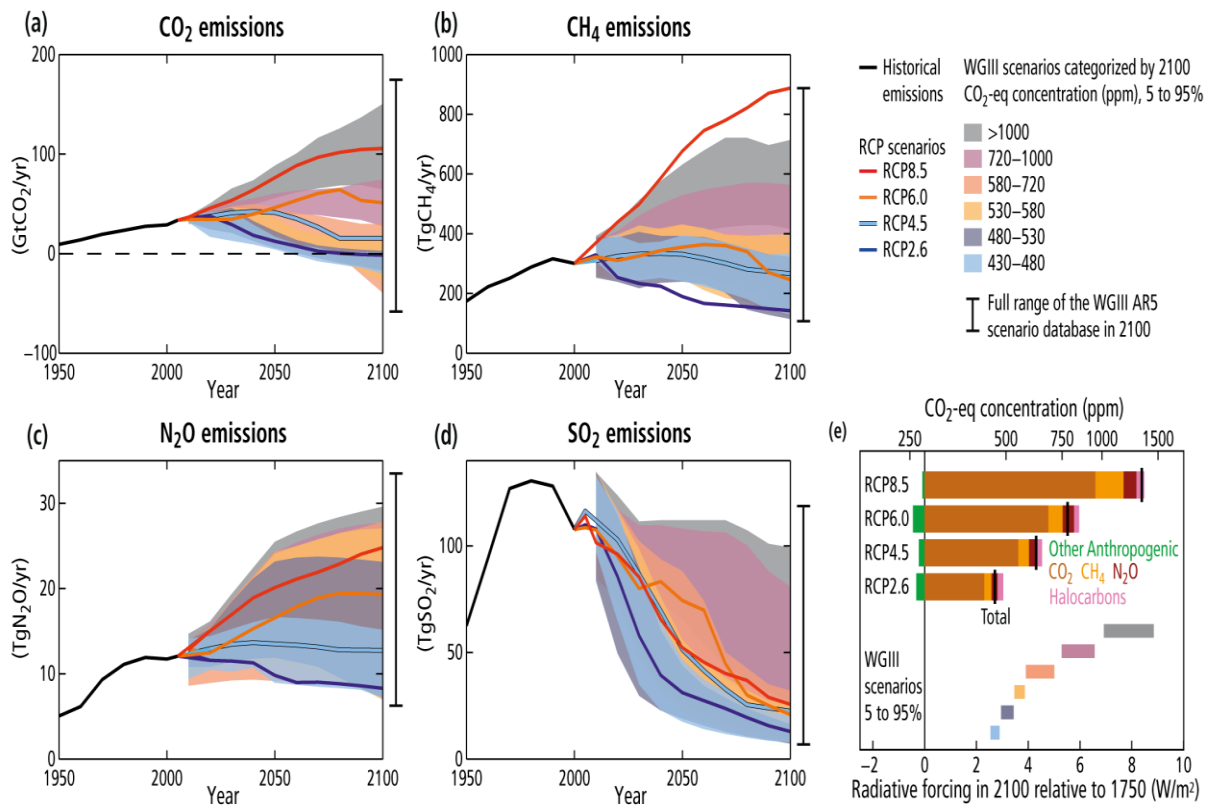 (a) CO₂ emissions
200
100
0
−100
(GtCO₂/yr)
1950 2000 2050 2100
Year
(b) CH₄ emissions
1000
800
600
400
200
0
(TgCH₄/yr)
1950 2000 2050 2100
Year
Historical
emissions
RCP scenarios
RCP8.5
RCP6.0
RCP4.5
RCP2.6
WGIII scenarios categorized by 2100
CO₂-eq concentration (ppm), 5 to 95%
>1000
720–1000
580–720
530–580
480–530
430–480
Full range of the WGIII AR5
scenario database in 2100
(c) N₂O emissions
30
20
10
0
(TgN₂O/yr)
1950 2000 2050 2100
Year
(d) SO₂ emissions
100
50
0
(TgSO₂/yr)
1950 2000 2050 2100
Year
CO₂-eq concentration (ppm)
(e)
250 500 750 1000 1500
RCP8.5
RCP6.0
RCP4.5
RCP2.6
Other Anthropogenic
CO₂ CH₄ N₂O
Halocarbons
Total
WGIII
scenarios
5 to 95%
−2 0 2 4 6 8 10
Radiative forcing in 2100 relative to 1750 (W/m²)